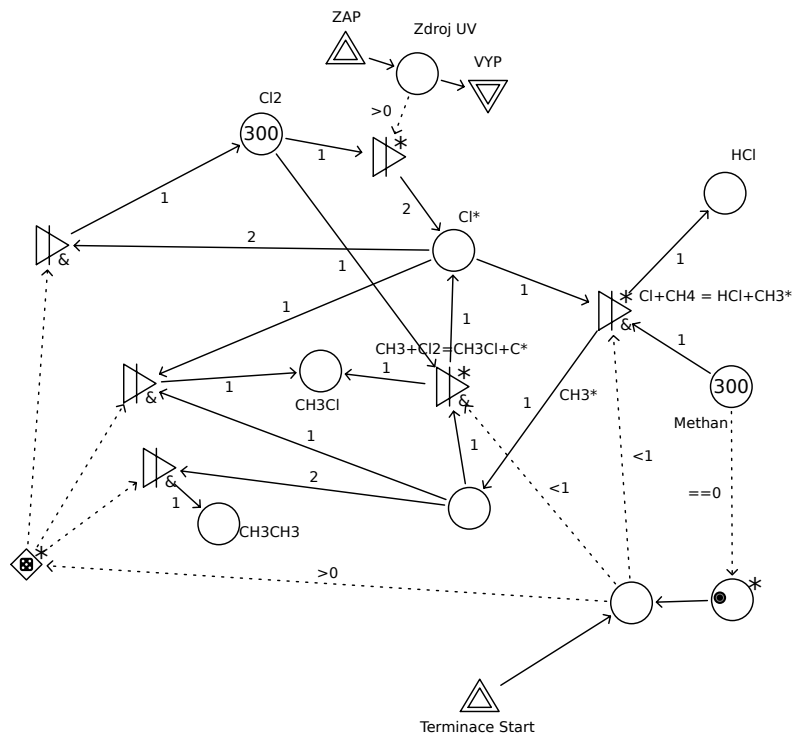 ZAP
Zdroj UV
VYP
>0
Cl2
300
1
*
HCl
1
2
Cl*
2
&
1
1
1
1
* Cl+CH4 = HCl+CH3*
&
1
1
CH3+Cl2=CH3Cl+C*
1
*
&
1
&
1
CH3Cl
300
CH3*
Methan
1
1
1
<1
<1
&
2
1
==0
CH3CH3
*
>0
*
Terminace Start